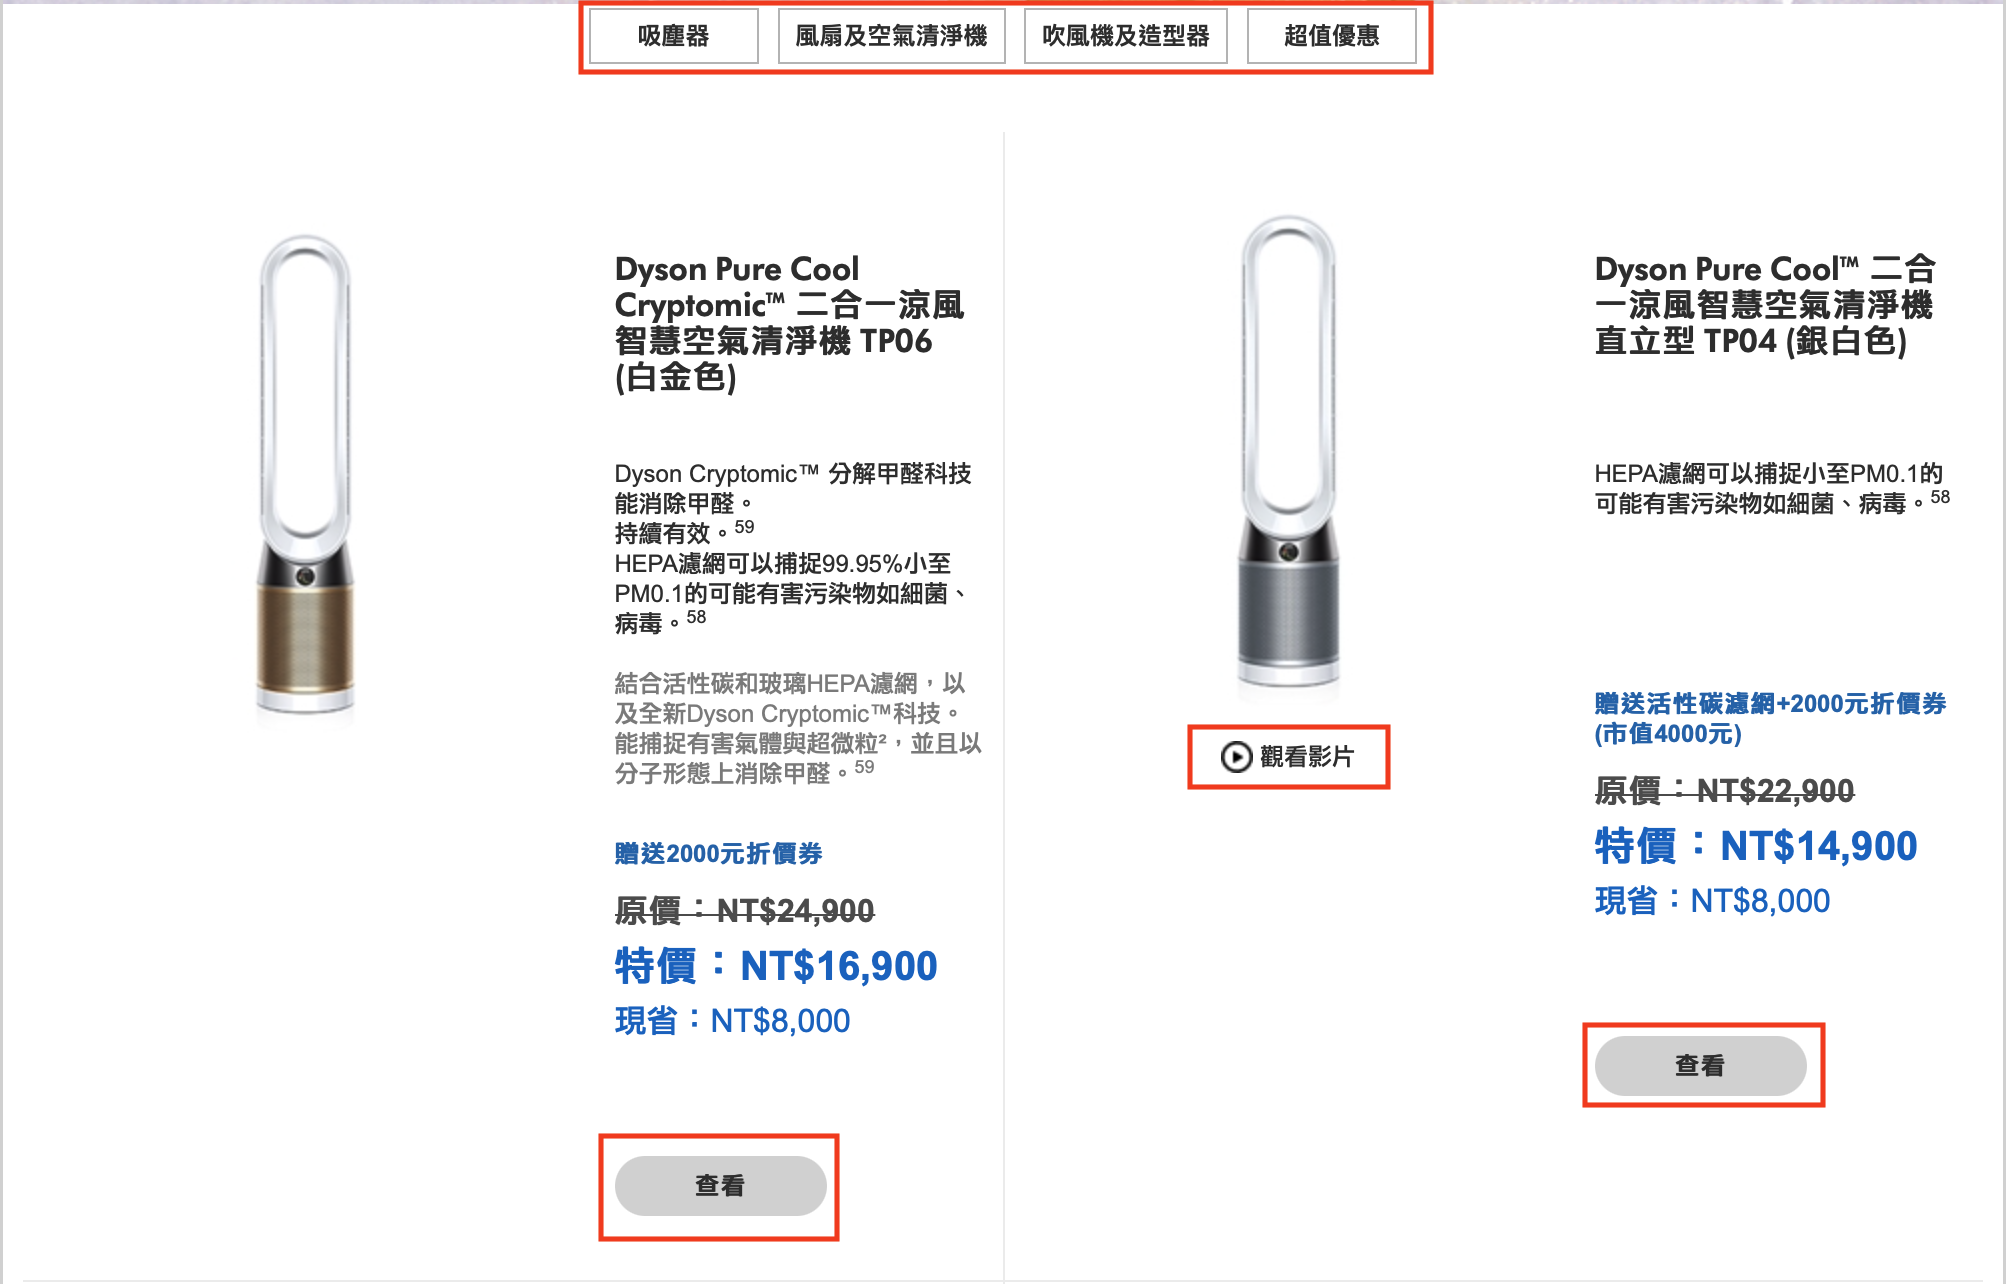 吸塵器
風扇及空氣清淨機
吹風機及造型器
超值優惠
Dyson Pure Cool
Cryptomic™ 二合一涼風
智慧空氣清淨機 TP06
(白金色)
Dyson Cryptomic™ 分解甲醛科技
能消除甲醛。
持續有效。59
HEPA濾網可以捕捉99.95%小至
PM0.1的可能有害污染物如細菌、
病毒。58
結合活性碳和玻璃HEPA濾網，以
及全新Dyson Cryptomic™科技。
能捕捉有害氣體與超微粒²，並且以
分子形態上消除甲醛。59
贈送2000元折價券
原價：NT$24,900
特價：NT$16,900
現省：NT$8,000
查看
觀看影片
Dyson Pure Cool™ 二合
一涼風智慧空氣清淨機
直立型 TP04 (銀白色)
HEPA濾網可以捕捉小至PM0.1的
可能有害污染物如細菌、病毒。58
贈送活性碳濾網+2000元折價券
(市值4000元)
原價：NT$22,900
特價：NT$14,900
現省：NT$8,000
查看